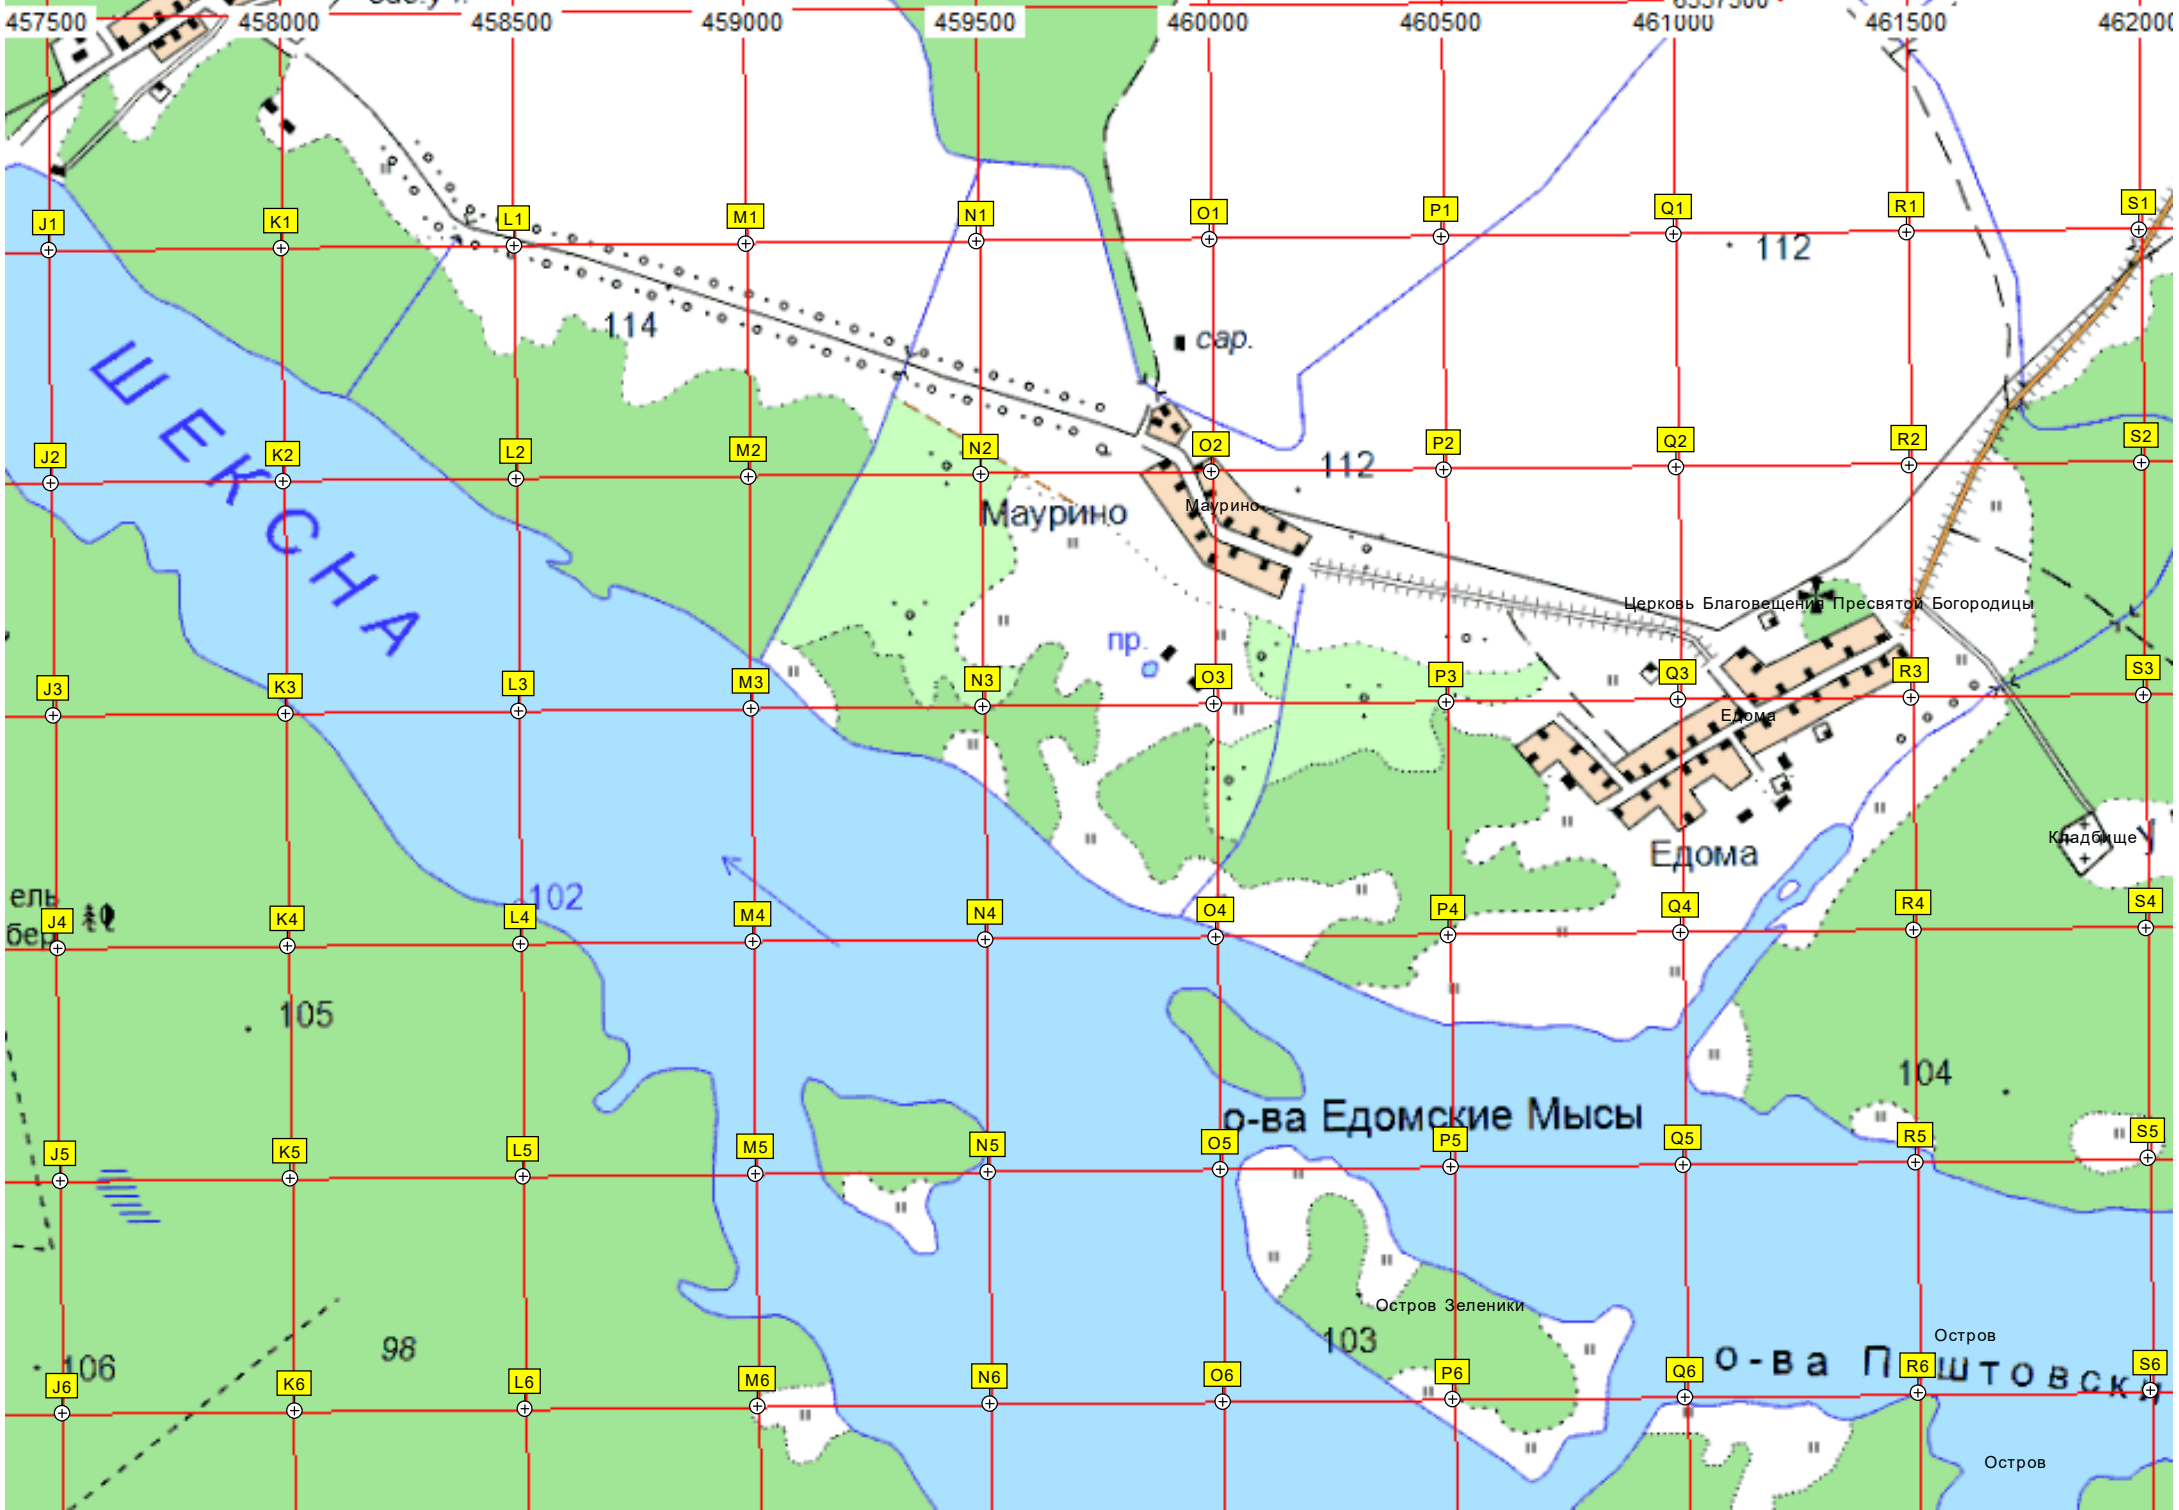 457500 458000 458500 459000 459500 460000 460500 461000 461500 462000
J1 K1 L1 M1 N1 O1 P1 Q1 R1 S1
112
114
сар.
ШЕКСНА
J2 K2 L2 M2 N2 O2 P2 Q2 R2 S2
112
Маурино
Маурино
Церковь Благовещения Пресвятой Богородицы
пр.
J3 K3 L3 M3 N3 O3 P3 Q3 R3 S3
Едома
Кладбище
Едома
ель
102
J4 K4 L4 M4 N4 O4 P4 Q4 R4 S4
бер
105
104
о-ва Едомские Мысы
J5 K5 L5 M5 N5 O5 P5 Q5 R5 S5
Остров Зеленики
103
Остров
98
106
о-ва
J6 K6 L6 M6 N6 O6 P6 Q6 R6 S6
Остров